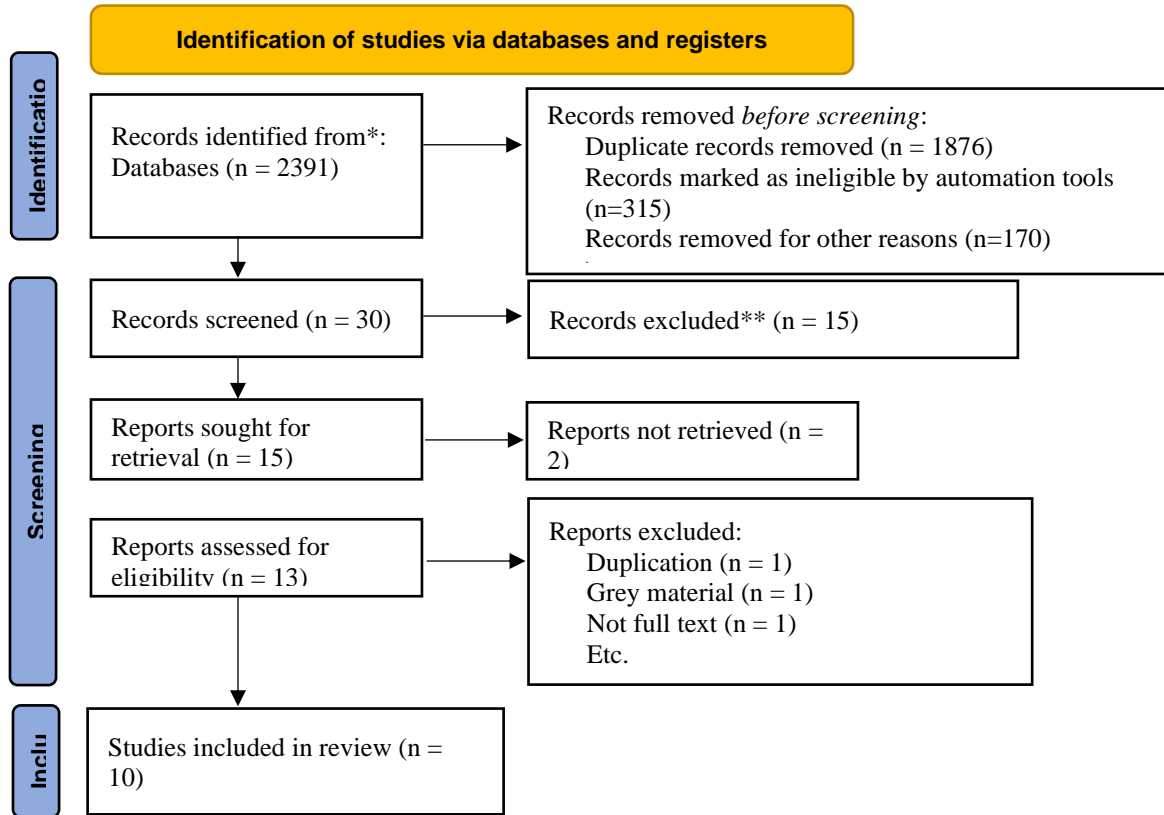 Identification of studies via databases and registers
Identificatio
Records identified from*:
Databases (n = 2391)
Records removed before screening:
Duplicate records removed (n = 1876)
Records marked as ineligible by automation tools
(n=315)
Records removed for other reasons (n=170)
Screening
Records screened (n = 30)
Records excluded** (n = 15)
Reports sought for
retrieval (n = 15)
Reports not retrieved (n =
2)
Reports assessed for
eligibility (n = 13)
Reports excluded:
Duplication (n = 1)
Grey material (n = 1)
Not full text (n = 1)
Etc.
Inclu
Studies included in review (n =
10)